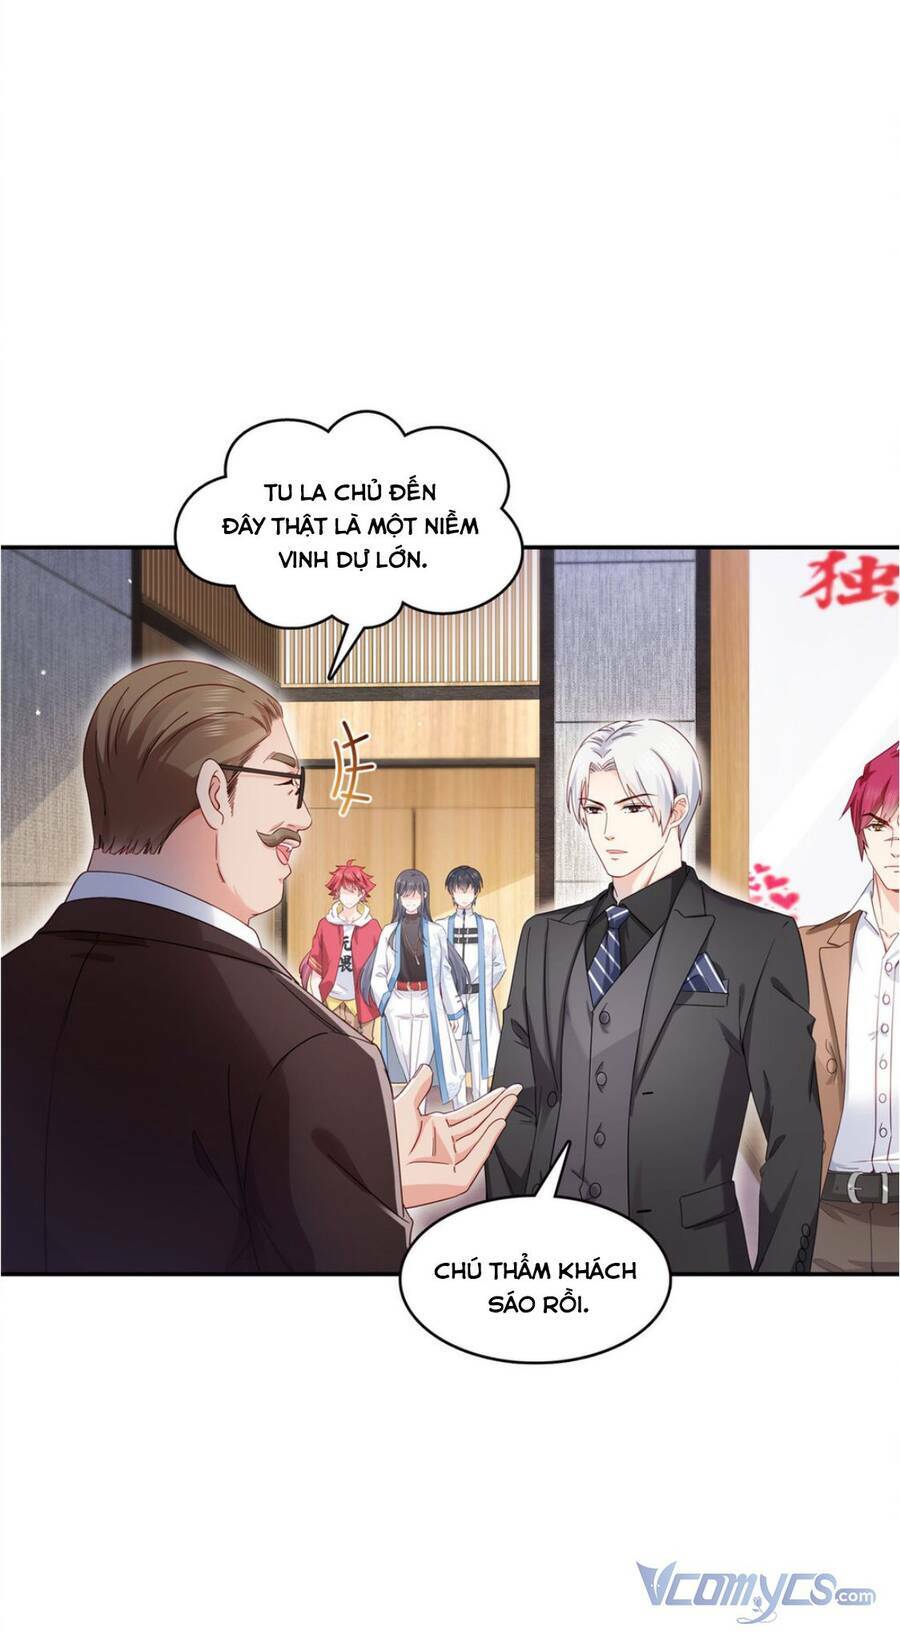 TU LA CHỦ ĐẾN
ĐÂY THẬT LÀ MỘT NIỀM
VINH DỰ LỚN.
独
CHÚ THẨM KHÁCH
SÁO RỒI.
VCOMYCS.com